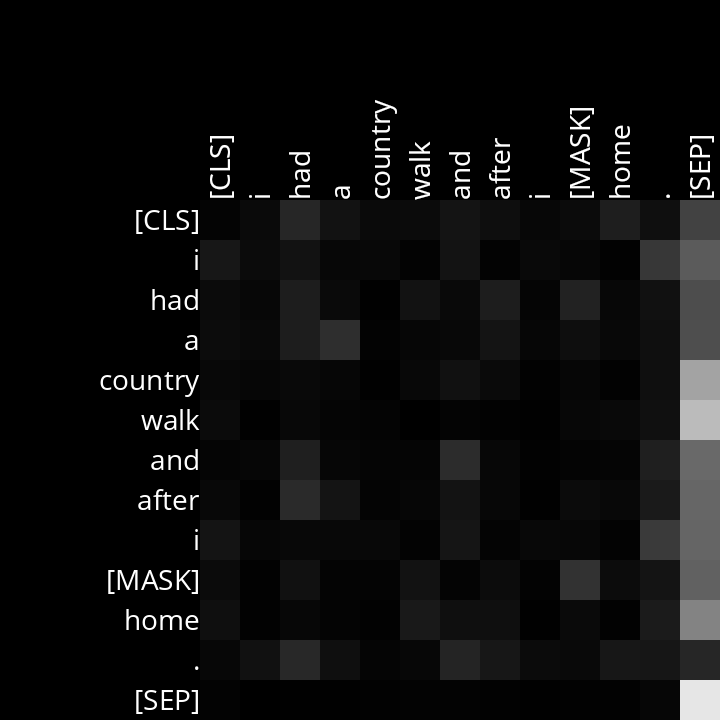 [CLS] i had a country walk and after i [MASK] home . [SEP]
[CLS]
i
had
a
country
walk
and
after
i
[MASK]
home
.
[SEP]